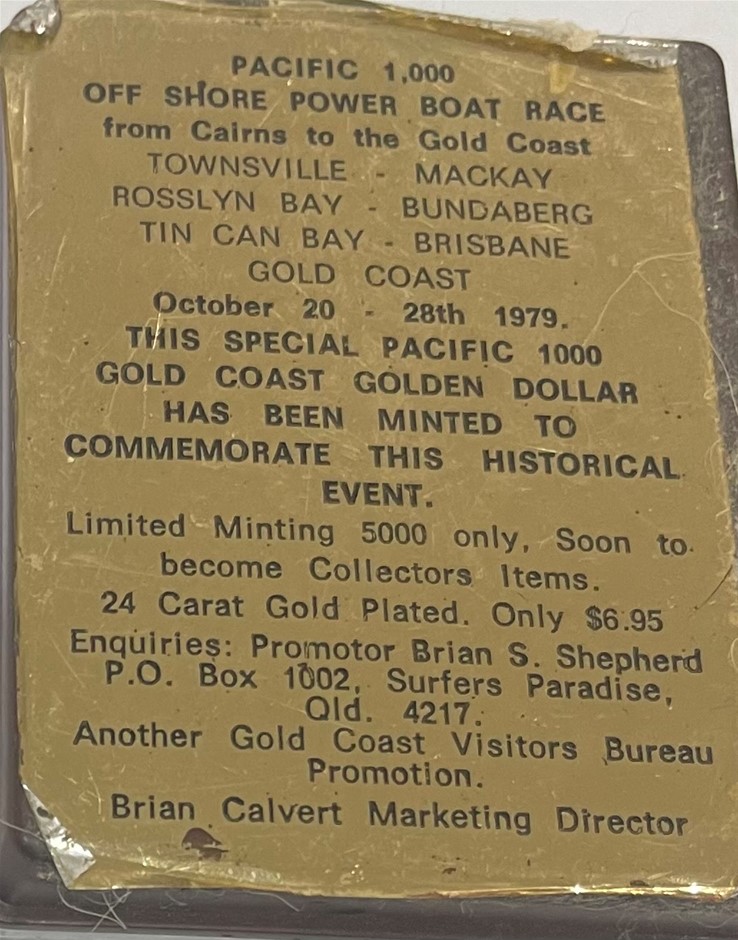 PACIFIC 1,000
OFF SHORE POWER BOAT RACE
from Cairns to the Gold Coast
TOWNSVILLE - MACKAY
ROSSLYN BAY - BUNDABERG
TIN CAN BAY - BRISBANE
GOLD COAST
October 20 - 28th 1979.
THIS SPECIAL PACIFIC 1000
GOLD COAST GOLDEN DOLLAR
HAS BEEN MINTED TO
COMMEMORATE THIS HISTORICAL
EVENT.
Limited Minting 5000 only, Soon to
become Collectors Items.
24 Carat Gold Plated. Only $6.95
Enquiries: Promotor Brian S. Shepherd
P.O. Box 1002, Surfers Paradise,
Qld. 4217.
Another Gold Coast Visitors Bureau
Promotion.
Brian Calvert Marketing Director